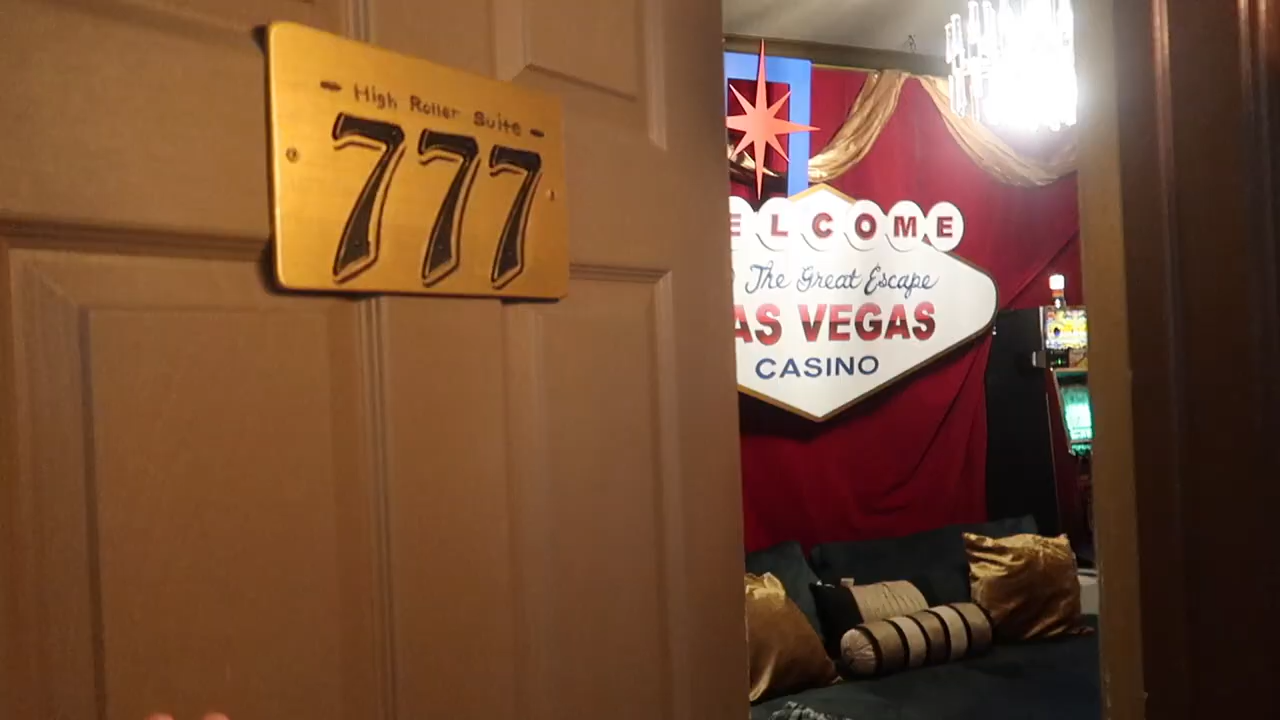 - High Roller Suite -
777
ELCOME
The Great Escape
AS VEGAS
CASINO